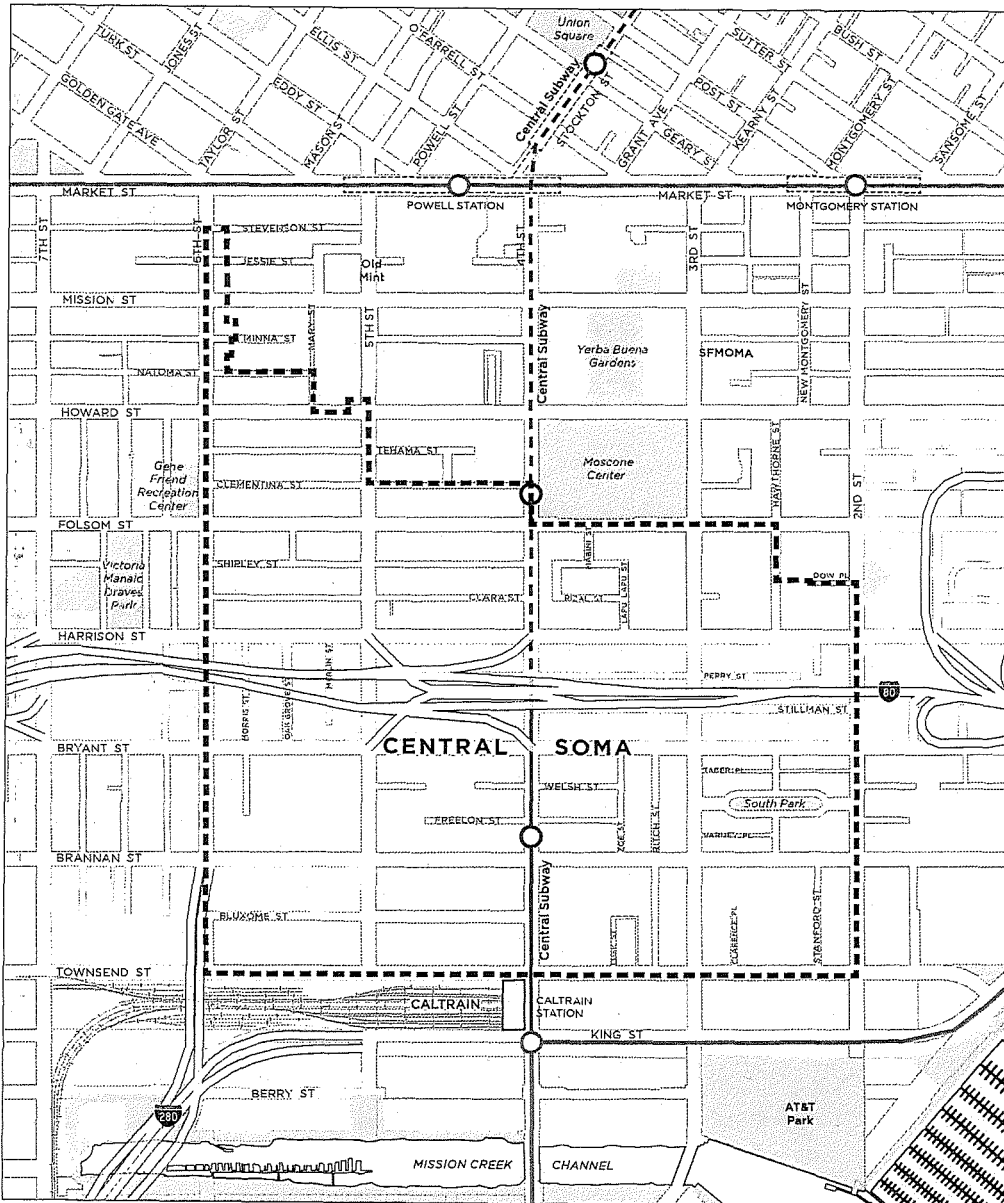 Union
Square
TURK ST
JONES ST
ELLIS ST
O'FARRELL ST
SUTTER ST
BUSH ST
GOLDEN GATE AVE
EDDY ST
Central Subway
STOCKTON ST
POST ST
TAYLOR ST
MASON ST
POWELL ST
GRANT AVE
GEARY ST
KEARNY ST
MONTGOMERY ST
SANSOME ST
MARKET ST
MARKET ST
POWELL STATION
MONTGOMERY STATION
7TH ST
6TH ST
STEVENSON ST
4TH ST
3RD ST
JESSIE ST
Old
Mint
MISSION ST
MARY ST
5TH ST
Central Subway
MINNA ST
Yerba Buena
Gardens
SFMOMA
NEW MONTGOMERY ST
NATOMA ST
HOWARD ST
TEHAMA ST
Moscone
Center
HAWTHORNE ST
2ND ST
Gene
Friend
Recreation
Center
CLEMENTINA ST
FOLSOM ST
MABINI ST
SHIPLEY ST
LAPU LAPU ST
DOW PL
Victoria
Manalo
Draves
Park
CLARA ST
RIZAL ST
HARRISON ST
MERLIN ST
PERRY ST
80
MORRIS ST
OAK GROVE ST
STILLMAN ST
BRYANT ST
CENTRAL SOMA
TABER PL
WELSH ST
South Park
FREELON ST
ZOE ST
RITCH ST
VARNEY PL
BRANNAN ST
Central Subway
BLUXOME ST
CLARENCE PL
STANFORD ST
TOWNSEND ST
CALTRAIN
CALTRAIN
STATION
KING ST
BERRY ST
280
AT&T
Park
MISSION CREEK CHANNEL